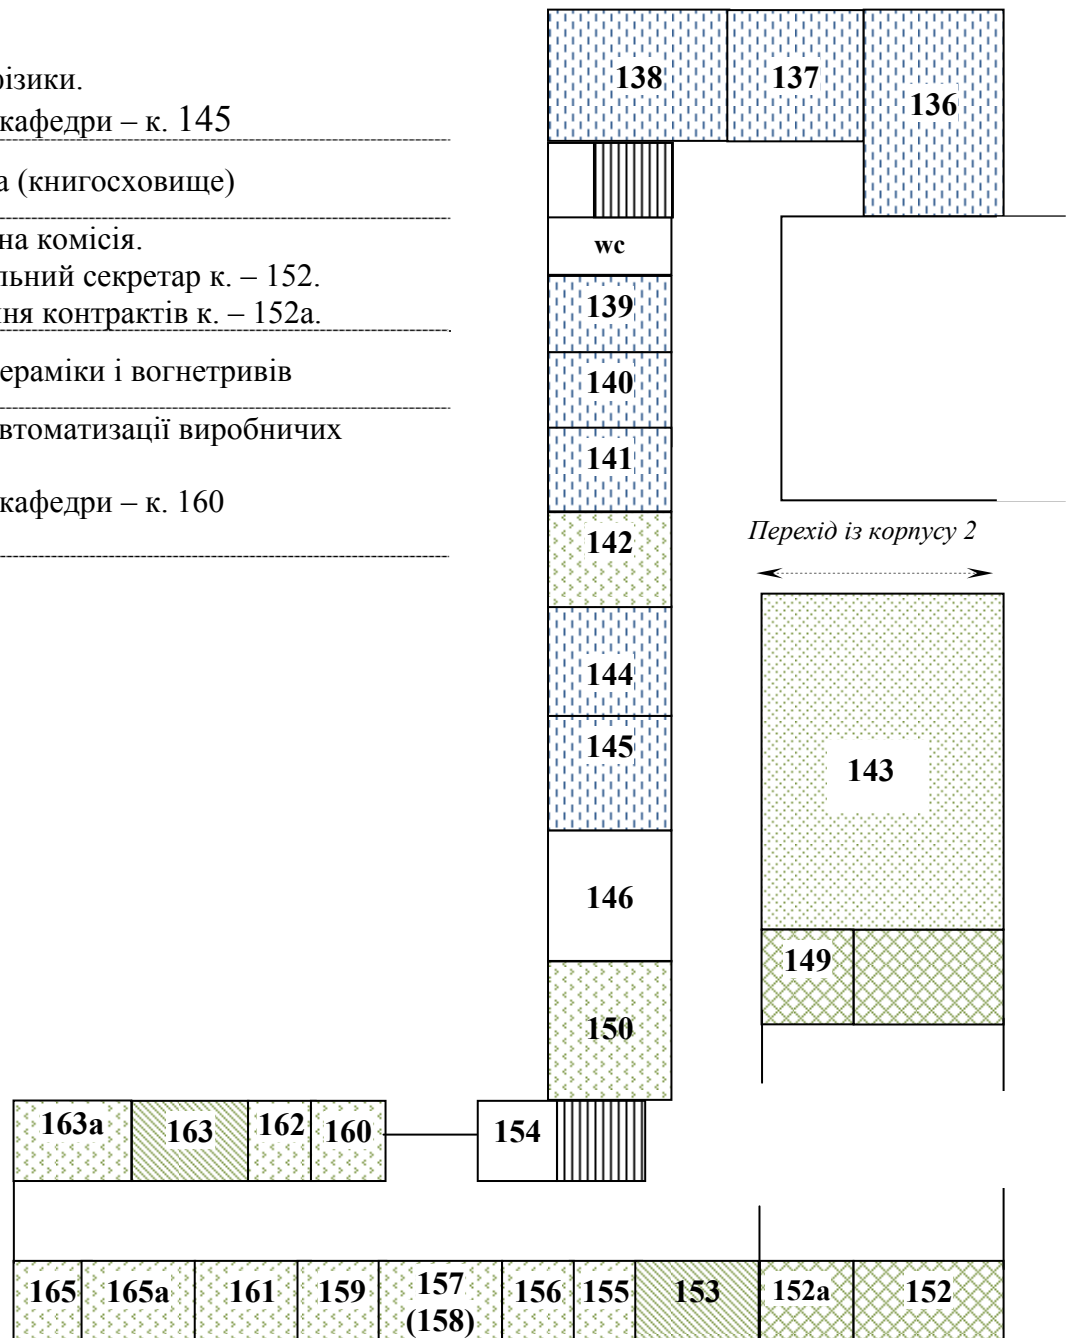 ізики.
кафедри – к. 145
а (книгосховище)
на комісія.
льний секретар к. – 152.
ня контрактів к. – 152а.
ераміки і вогнетривів
втоматизації виробничих
кафедри – к. 160
138
137
136
wc
139
140
141
142
Перехід із корпусу 2
144
145
143
146
149
150
163а
163
162
160
154
165
165а
161
159
157
(158)
156
155
153
152а
152